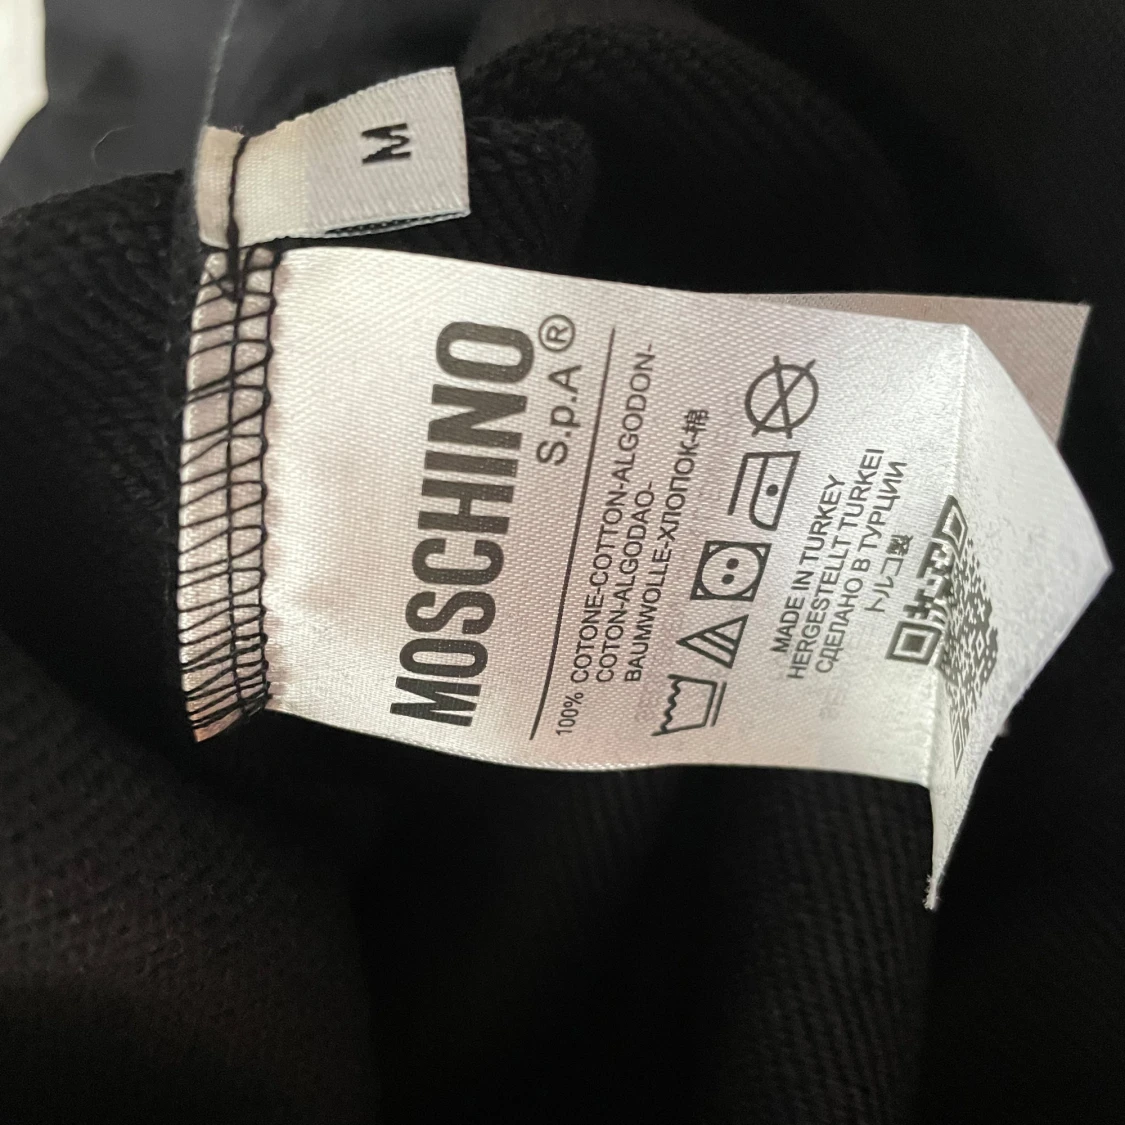 M
MOSCHINO
S.p.A®
100% COTONE-COTTON-ALGODON-
COTON-ALGODAO-
BAUMWOLLE-ХЛОПОК-棉
MADE IN TURKEY
HERGESTELLT TURKEI
СДЕЛАНО В ТУРЦИИ
トルコ製